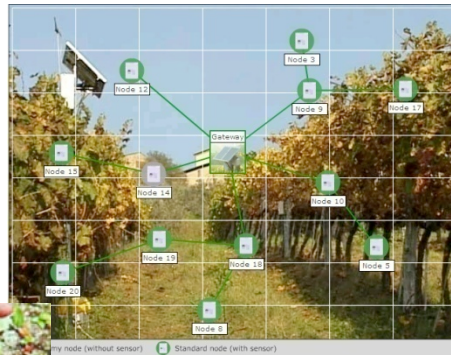 Node 3
Node 12
Node 9
Node 17
Gateway
Node 15
Node 14
Node 10
Node 19
Node 18
Node 5
Node 20
Node 8
my node (without sensor)
Standard node (with sensor)